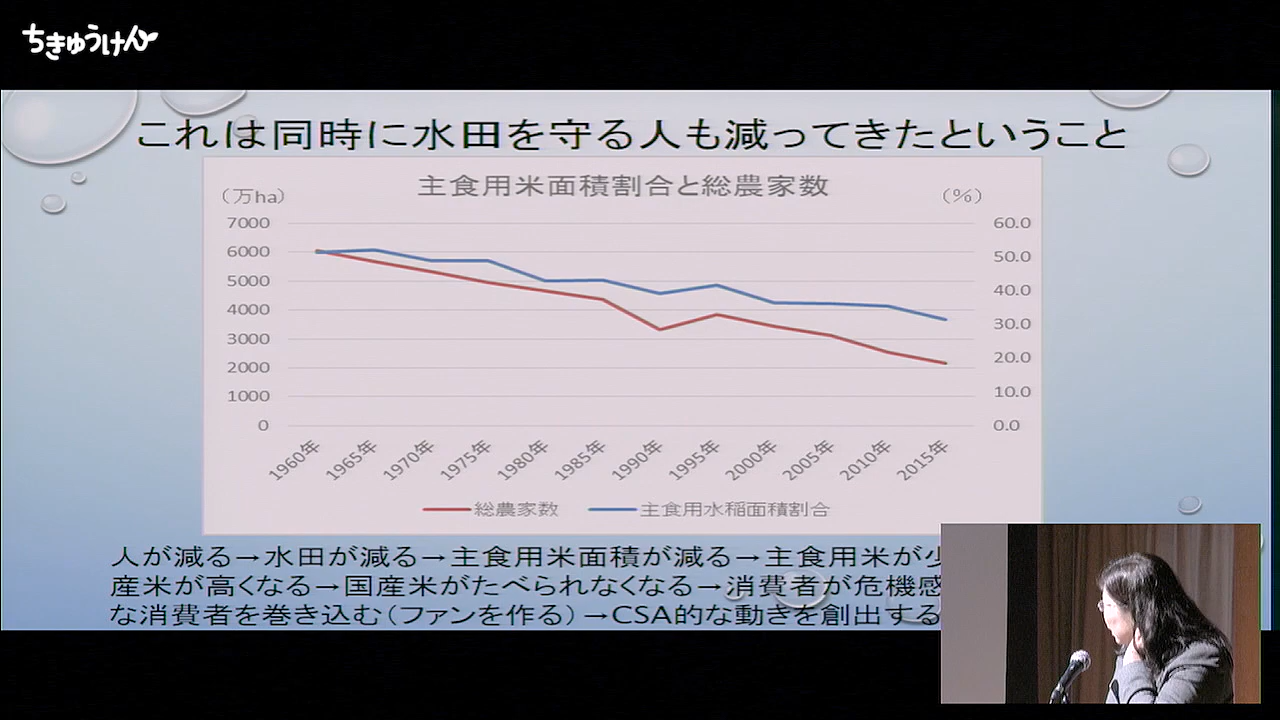 ちきゅうけん
これは同時に水田を守る人も減ってきたということ
主食用米面積割合と総農家数
(万ha)
(%)
7000
6000
5000
4000
3000
2000
1000
0
60.0
50.0
40.0
30.0
20.0
10.0
0.0
1960年 1965年 1970年 1975年 1980年 1985年 1990年 1995年 2000年 2005年 2010年 2015年
総農家数 主食用水稲面積割合
人が減る→水田が減る→主食用米面積が減る→主食用米が少
産米が高くなる→国産米がたべられなくなる→消費者が危機感
な消費者を巻き込む(ファンを作る)→CSA的な動きを創出する